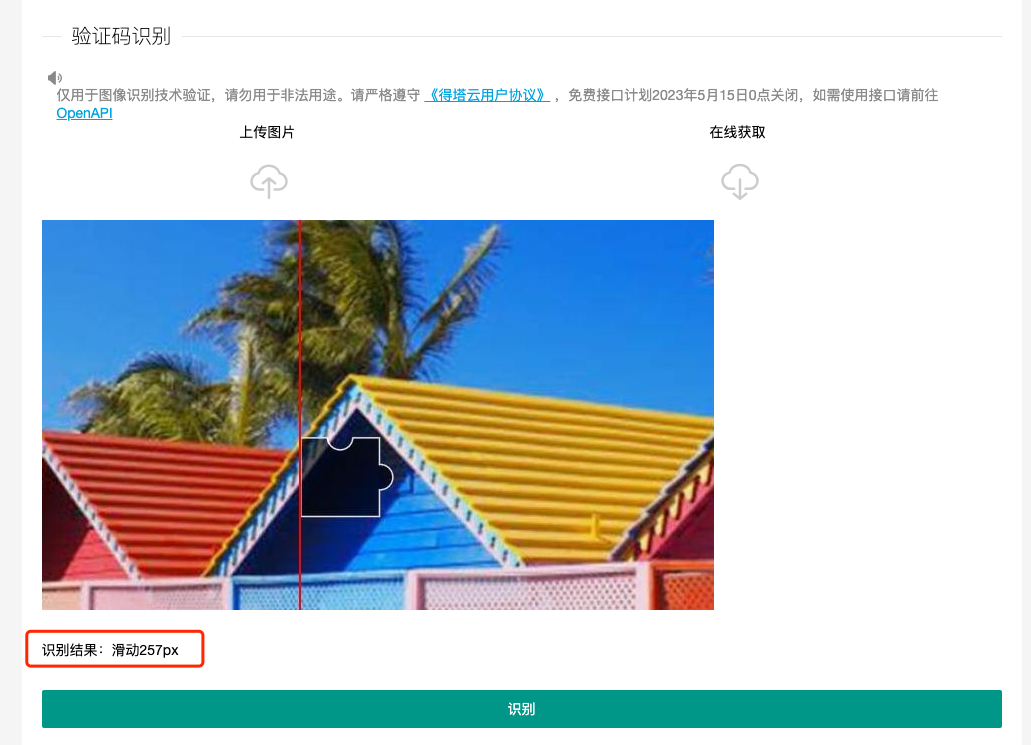 验证码识别
仅用于图像识别技术验证，请勿用于非法用途。请严格遵守 《得塔云用户协议》 ，免费接口计划2023年5月15日0点关闭，如需使用接口请前往
OpenAPI
上传图片
在线获取
识别结果：滑动257px
识别